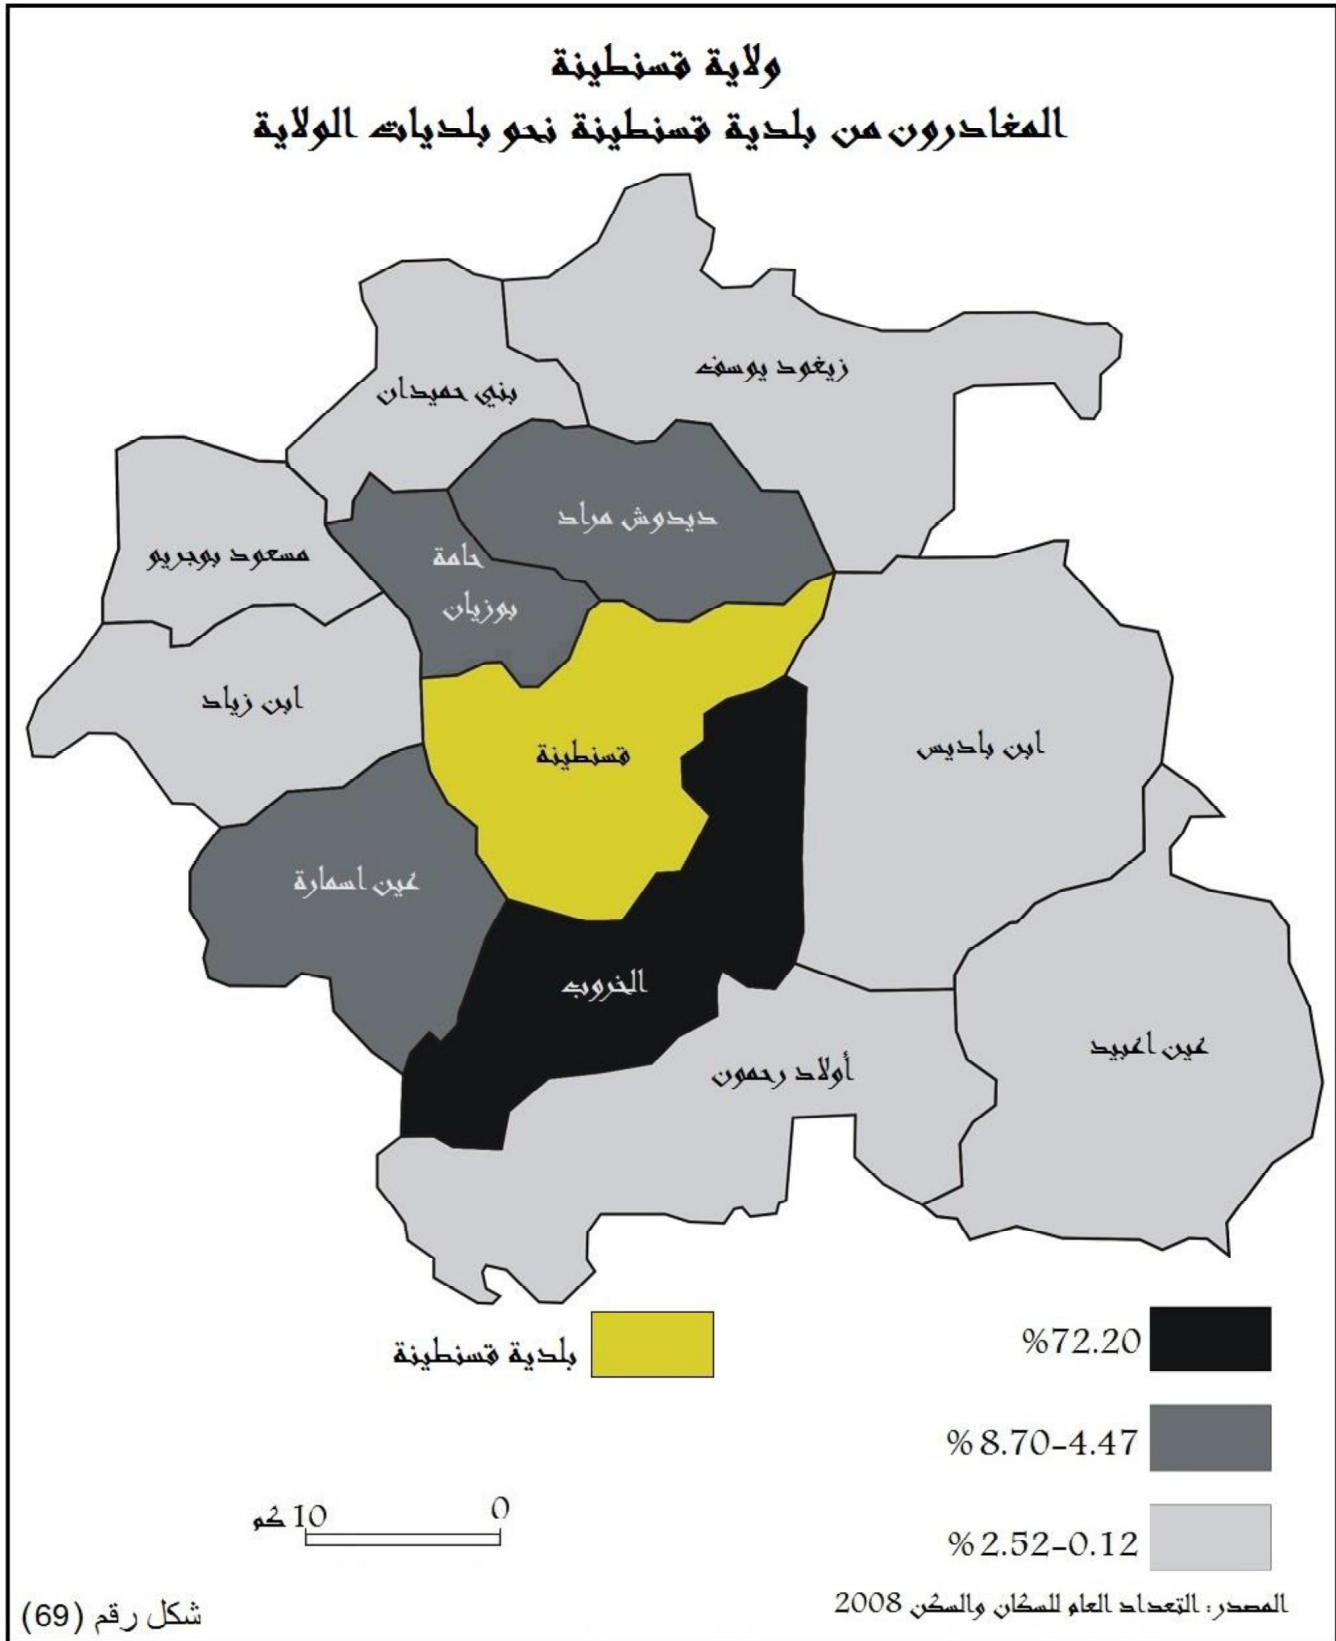 ولاية قسنطينة
المغادرون من بلدية قسنطينة نحو بلديات الولاية
زيغود يوسف
بني حميدان
ديدوش مراد
مسعود بوجريو
حامة
بوزيان
ابن زياد
ابن باديس
قسنطينة
عين اسمارة
الخروب
عين اعبيد
أولاد رحمون
%72.20
بلدية قسنطينة
%8.70-4.47
0
10 كم
%2.52-0.12
المصدر: التعداد العام للسكان والسكن 2008
شكل رقم (69)